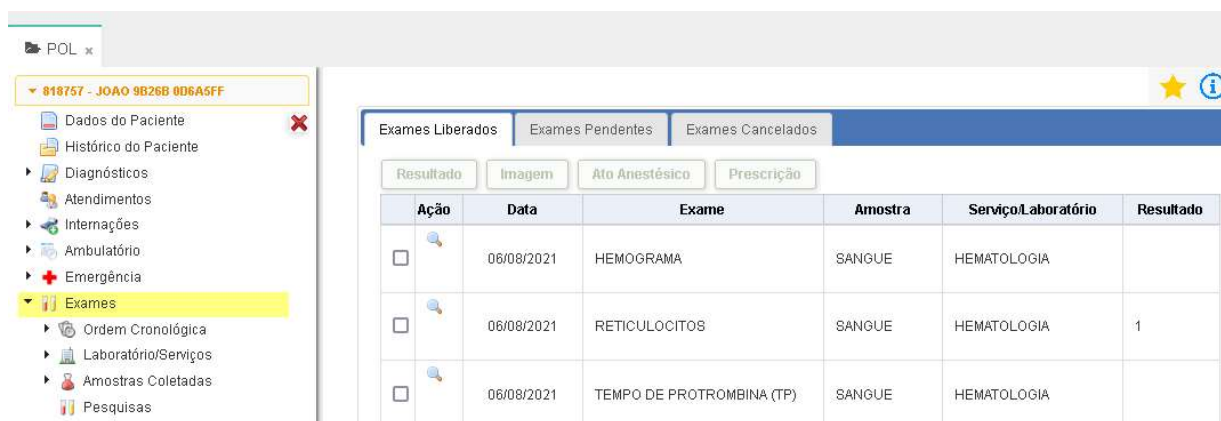 POL ×
818757 - JOAO 9B26B 0D6A5FF
Dados do Paciente
Histórico do Paciente
Diagnósticos
Atendimentos
Internações
Ambulatório
Emergência
Exames
Ordem Cronológica
Laboratório/Serviços
Amostras Coletadas
Pesquisas
Exames Liberados Exames Pendentes Exames Cancelados
Resultado Imagem Ato Anestésico Prescrição
Ação Data Exame Amostra Serviço/Laboratório Resultado
06/08/2021 HEMOGRAMA SANGUE HEMATOLOGIA
06/08/2021 RETICULOCITOS SANGUE HEMATOLOGIA 1
06/08/2021 TEMPO DE PROTROMBINA (TP) SANGUE HEMATOLOGIA